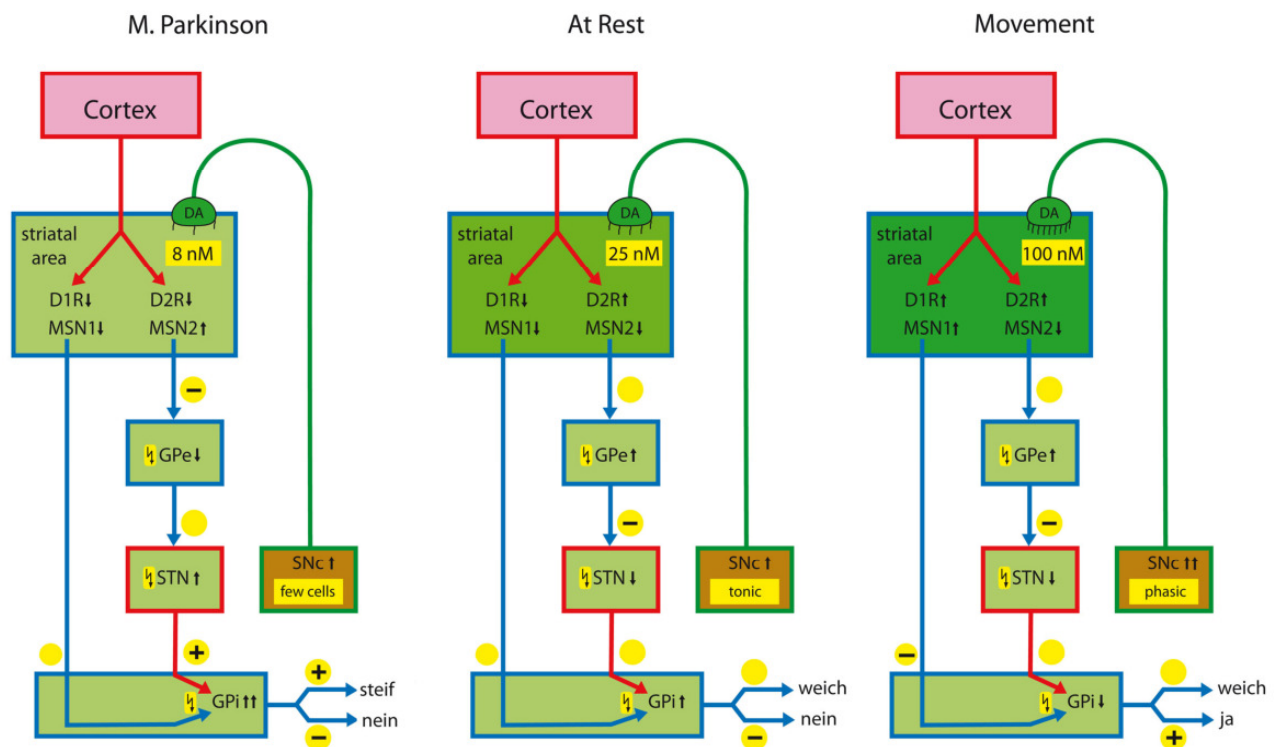 M. Parkinson
Cortex
DA
striatal
area
8 nM
D1R↓
D2R↓
MSN1↓
MSN2↑
−
GPe↓
STN↑
SNc↑
few cells
+
GPi↑↑
+
steif
nein
−
At Rest
Cortex
DA
striatal
area
25 nM
D1R↓
D2R↑
MSN1↓
MSN2↓
GPe↑
−
STN↓
SNc↑
tonic
GPi↑
weich
nein
−
Movement
Cortex
DA
striatal
area
100 nM
D1R↑
D2R↑
MSN1↑
MSN2↓
GPe↑
−
STN↓
SNc↑↑
phasic
−
GPi↓
weich
ja
+